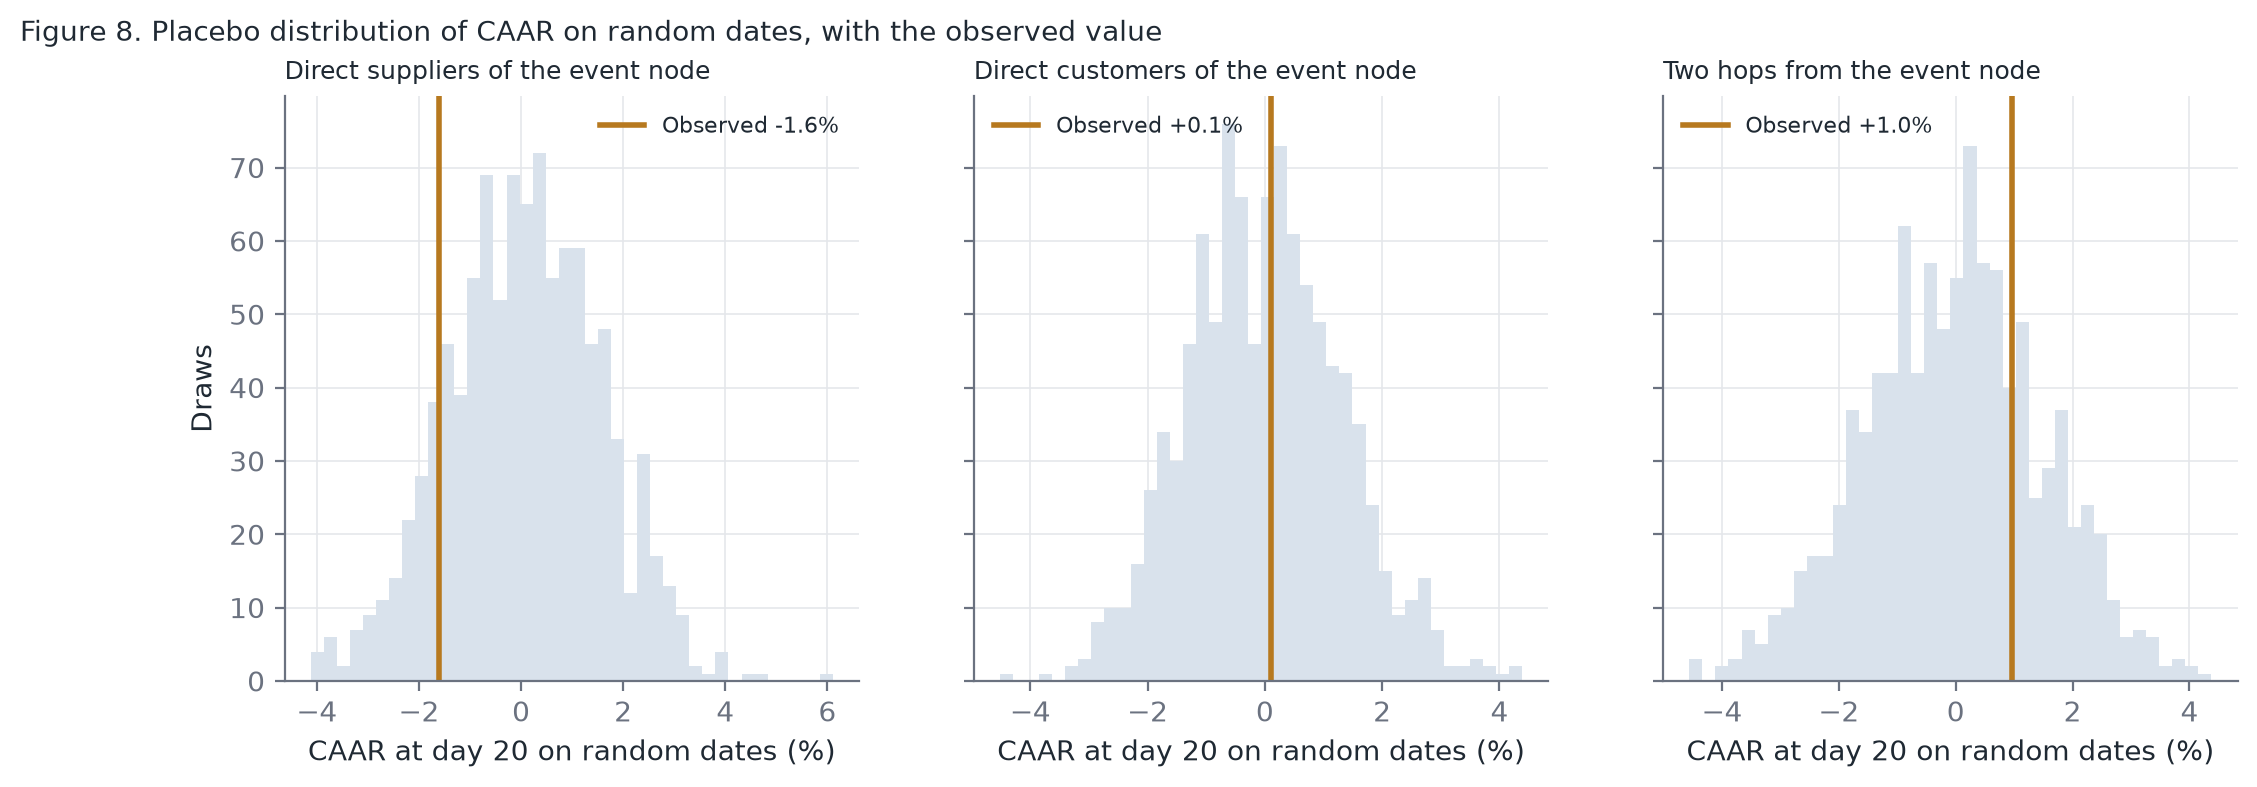 Figure 8. Placebo distribution of CAAR on random dates, with the observed value
Direct suppliers of the event node
Observed -1.6%
Draws
70
60
50
40
30
20
10
0
−4 −2 0 2 4 6
CAAR at day 20 on random dates (%)
Direct customers of the event node
Observed +0.1%
−4 −2 0 2 4
CAAR at day 20 on random dates (%)
Two hops from the event node
Observed +1.0%
−4 −2 0 2 4
CAAR at day 20 on random dates (%)